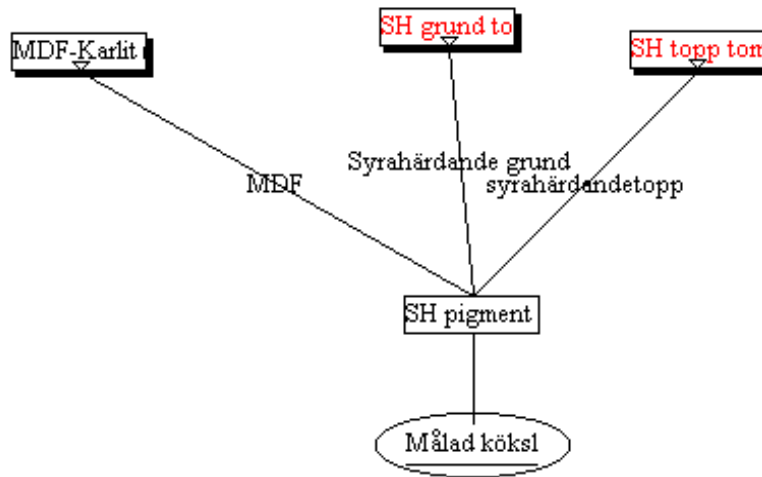 SH grund to
MDF-Karlit
SH topp tom
Syrahärdande grund
MDF
syrahärdandetopp
SH pigment
Målad köksl